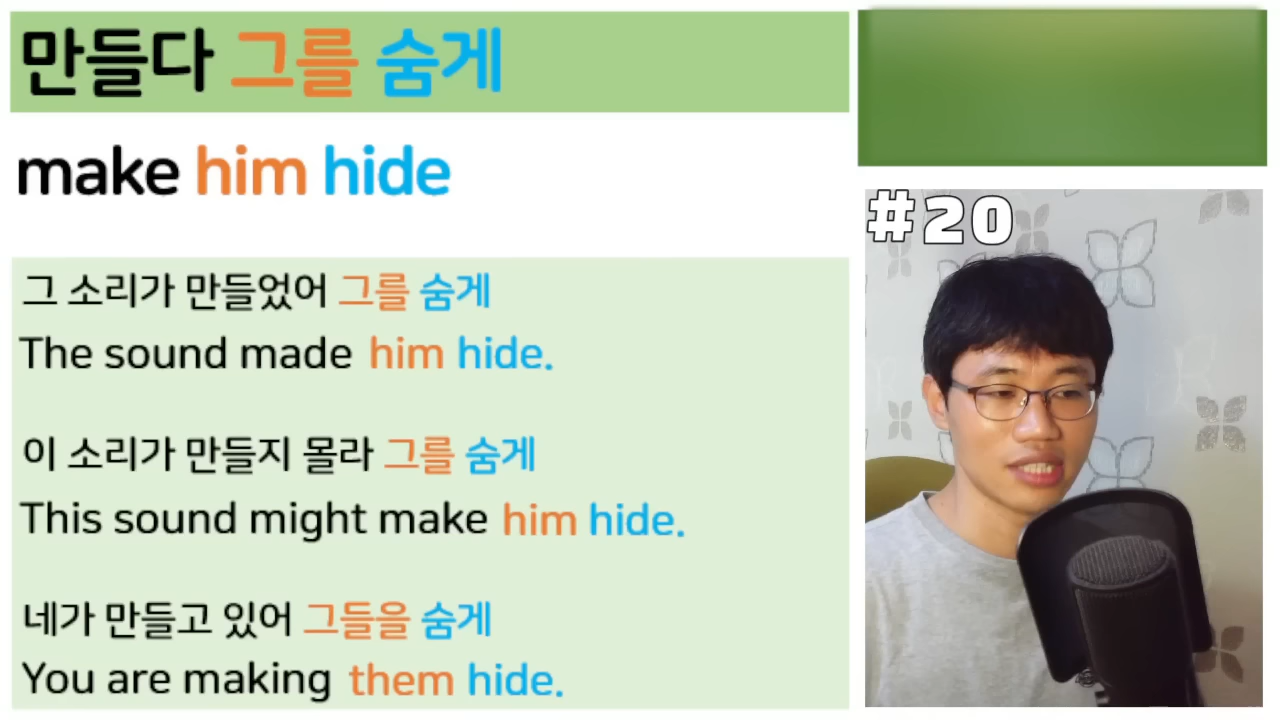 만들다 그를 숨게
make him hide
#20
그 소리가 만들었어 그를 숨게
The sound made him hide.
이 소리가 만들지 몰라 그를 숨게
This sound might make him hide.
네가 만들고 있어 그들을 숨게
You are making them hide.